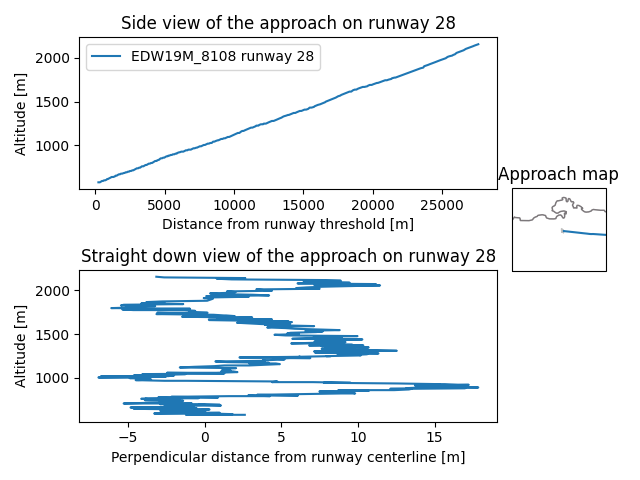 Side view of the approach on runway 28
EDW19M_8108 runway 28
Altitude [m]
2000
1500
1000
0
5000
10000
15000
20000
25000
Distance from runway threshold [m]
Approach map
Straight down view of the approach on runway 28
Altitude [m]
2000
1500
1000
−5
0
5
10
15
Perpendicular distance from runway centerline [m]